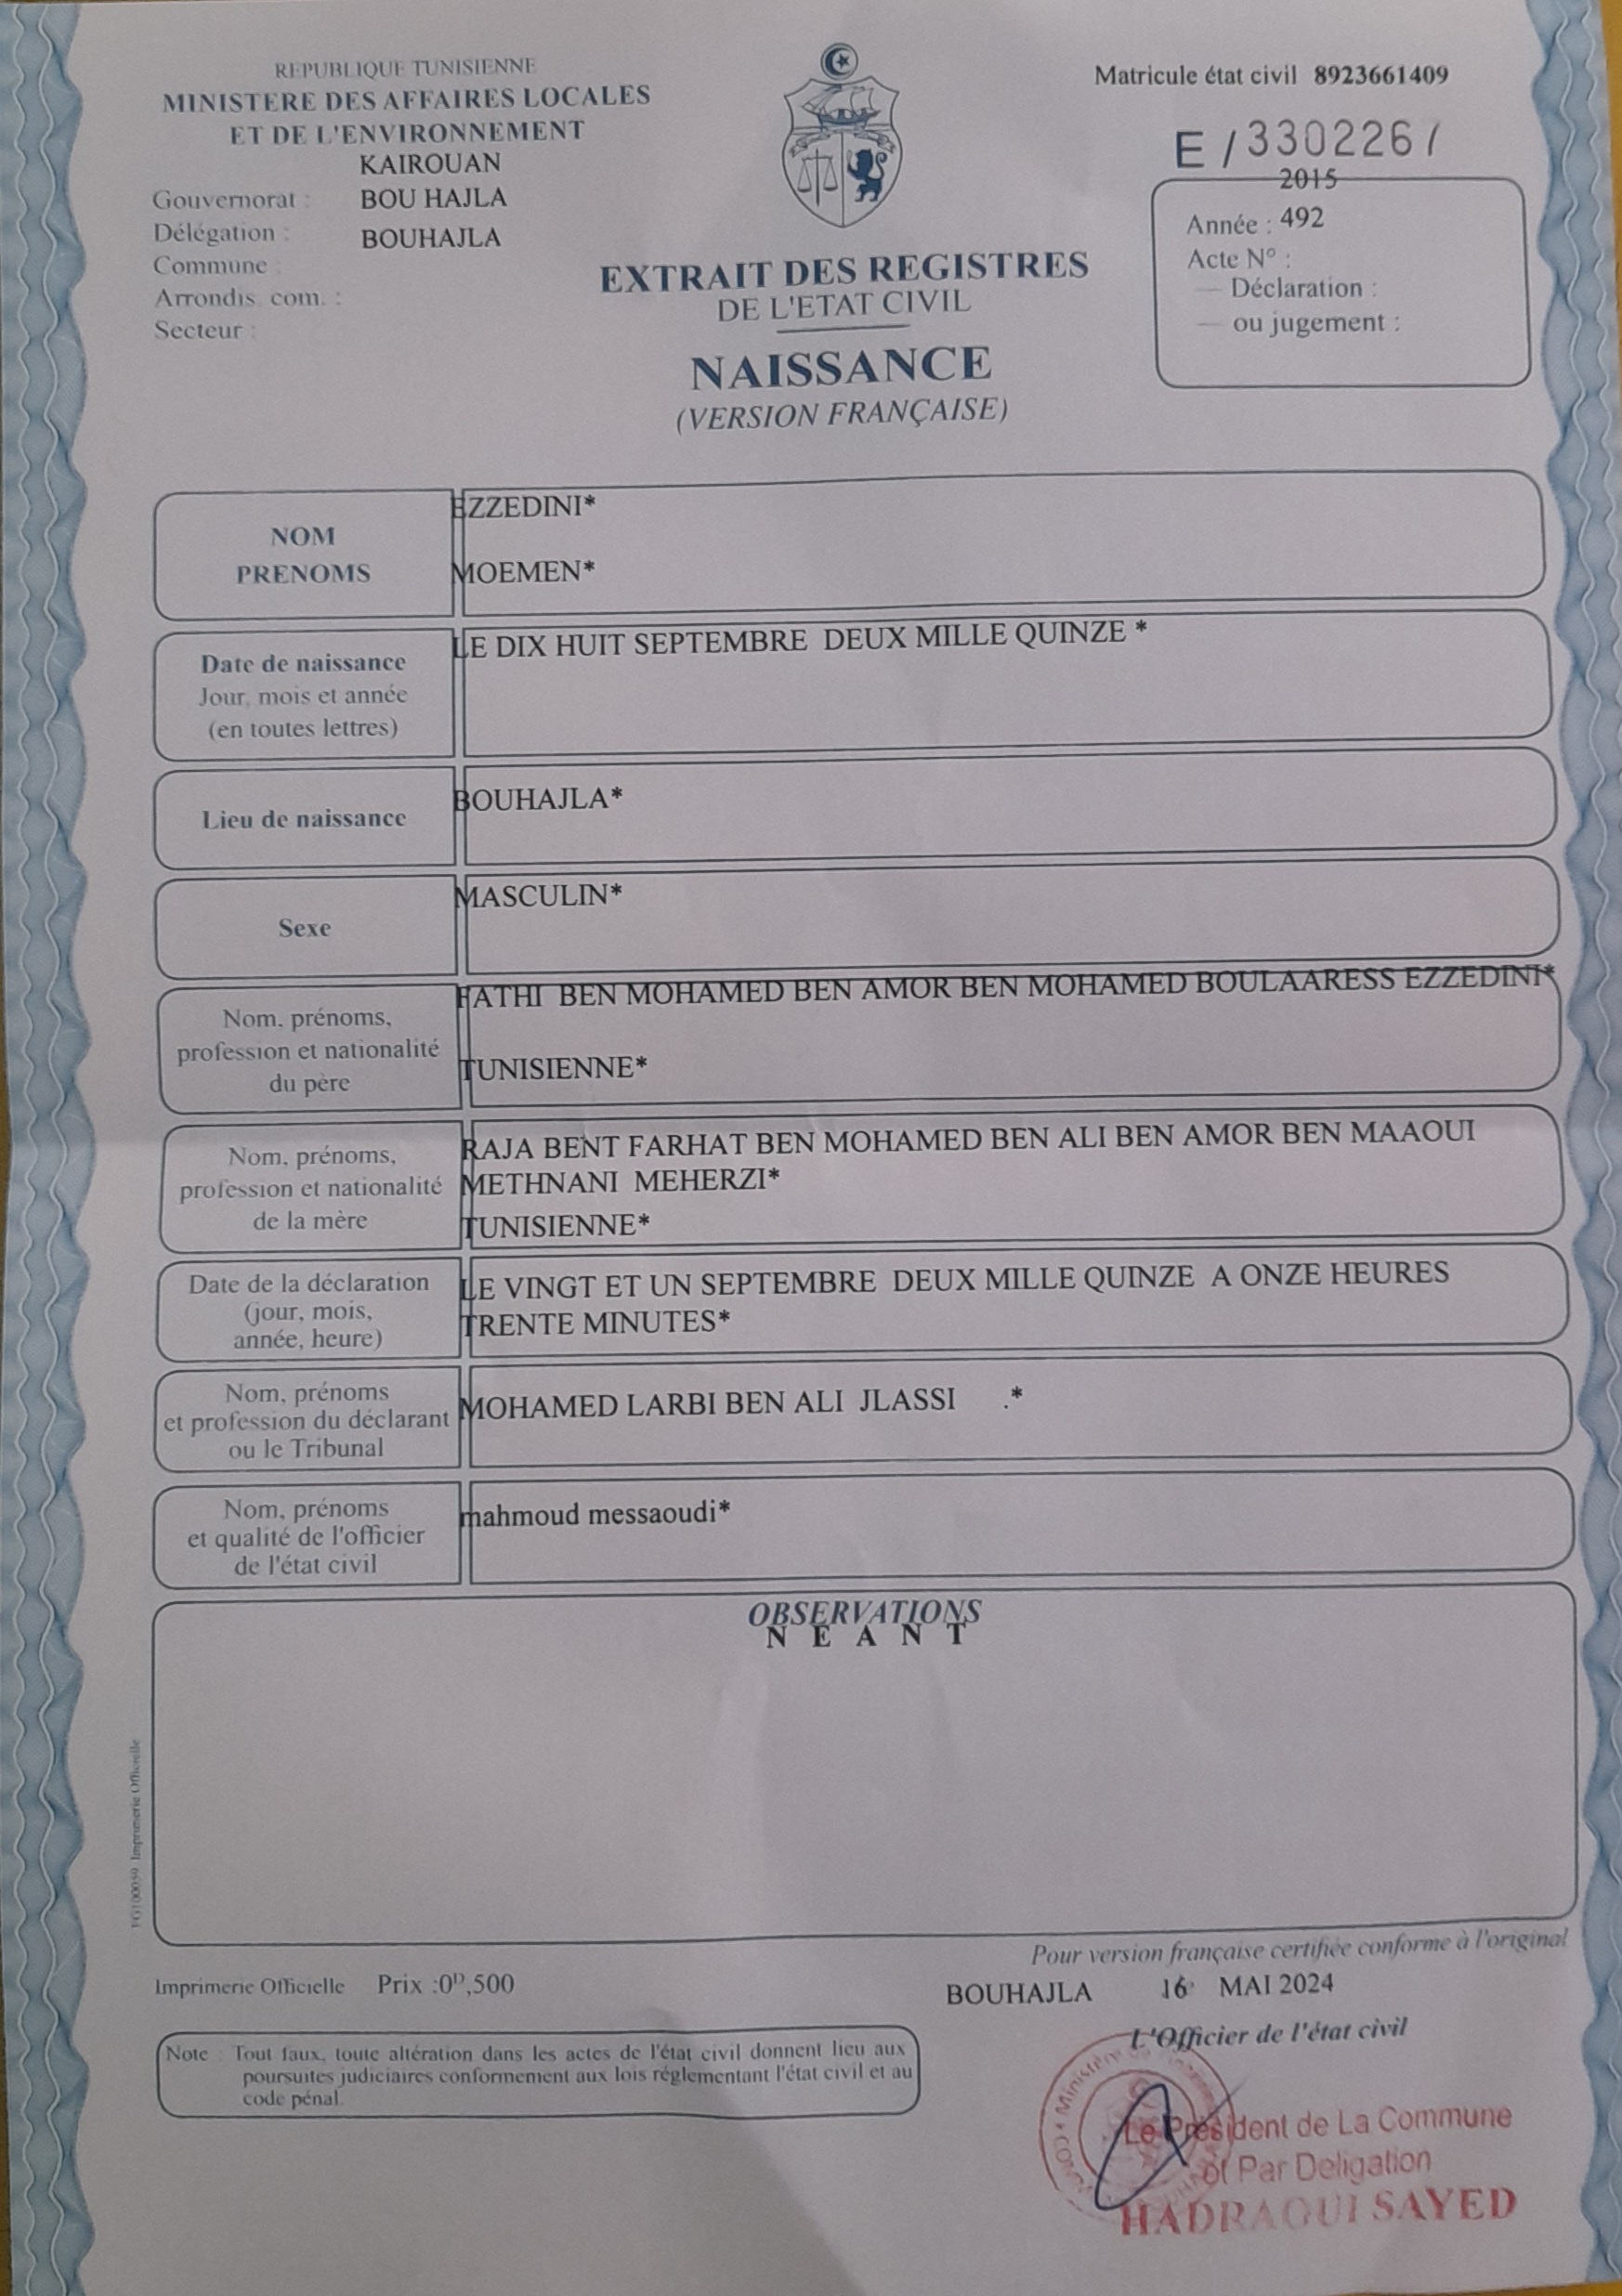 REPUBLIQUE TUNISIENNE
MINISTERE DES AFFAIRES LOCALES
ET DE L'ENVIRONNEMENT
KAIROUAN
Gouvernorat : BOU HAJLA
Délégation : BOUHAJLA
Commune :
Arrondis. com. :
Secteur :
Matricule état civil 8923661409
E / 3302267
2015
Année : 492
Acte N° :
— Déclaration :
— ou jugement :
EXTRAIT DES REGISTRES
DE L'ETAT CIVIL
NAISSANCE
(VERSION FRANÇAISE)
NOM
PRENOMS
EZZEDINI*
MOEMEN*
Date de naissance
Jour, mois et année
(en toutes lettres)
LE DIX HUIT SEPTEMBRE DEUX MILLE QUINZE *
Lieu de naissance
BOUHAJLA*
Sexe
MASCULIN*
Nom, prénoms,
profession et nationalité
du père
FATHI BEN MOHAMED BEN AMOR BEN MOHAMED BOULAARESS EZZEDINI*
TUNISIENNE*
Nom, prénoms,
profession et nationalité
de la mère
RAJA BENT FARHAT BEN MOHAMED BEN ALI BEN AMOR BEN MAAOUI
METHNANI MEHERZI*
TUNISIENNE*
Date de la déclaration
(jour, mois,
année, heure)
LE VINGT ET UN SEPTEMBRE DEUX MILLE QUINZE A ONZE HEURES
TRENTE MINUTES*
Nom, prénoms
et profession du déclarant
ou le Tribunal
MOHAMED LARBI BEN ALI JLASSI .*
Nom, prénoms
et qualité de l'officier
de l'état civil
mahmoud messaoudi*
OBSERVATIONS
N E A N T
Imprimerie Officielle
Pour version française certifiée conforme à l'original
Imprimerie Officielle Prix :0ᴰ,500
BOUHAJLA 16 MAI 2024
L'Officier de l'état civil
Note : Tout faux, toute altération dans les actes de l'état civil donnent lieu aux
poursuites judiciaires conformement aux lois réglementant l'état civil et au
code pénal.
Le Président de La Commune
et Par Deligation
HADRAOUI SAYED